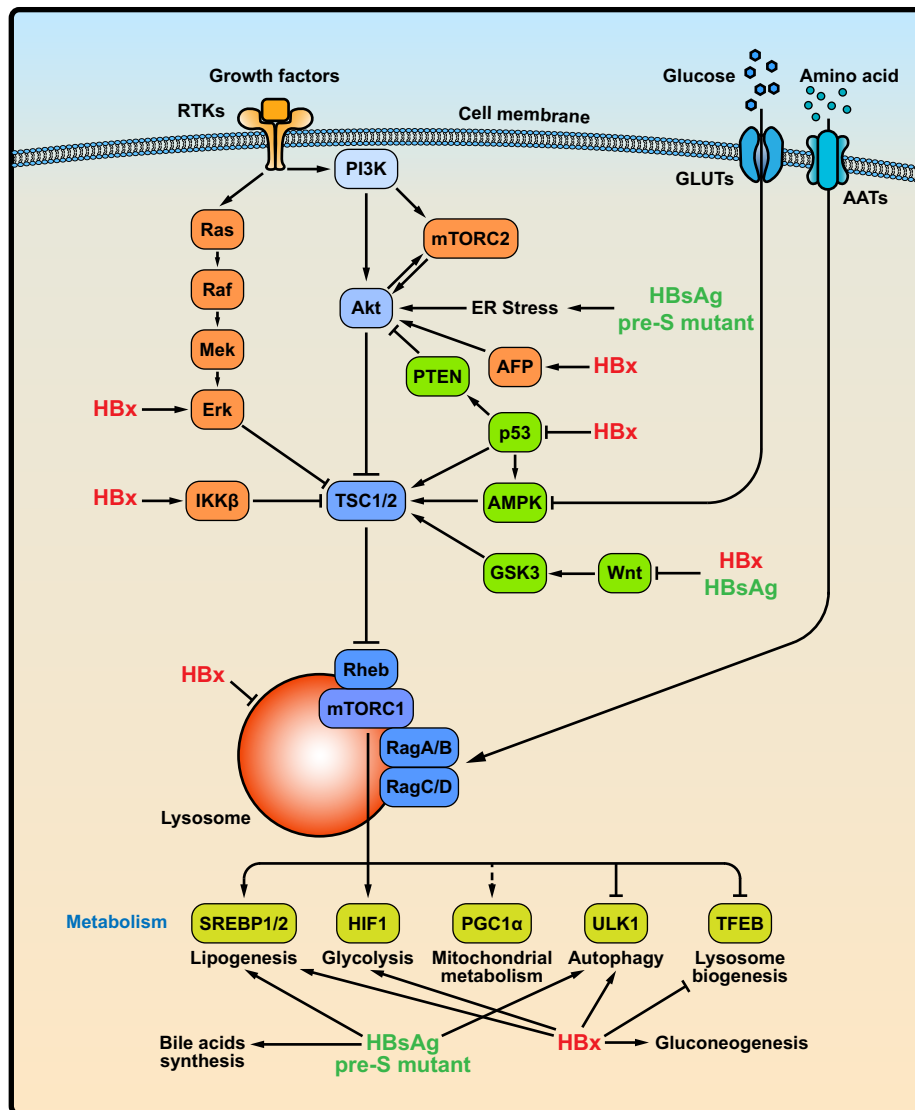 Growth factors
Glucose
Amino acid
RTKs
Cell membrane
PI3K
GLUTs
AATs
Ras
mTORC2
Raf
Akt
ER Stress
HBsAg
pre-S mutant
Mek
PTEN
AFP
HBx
HBx
Erk
p53
HBx
HBx
IKKβ
TSC1/2
AMPK
GSK3
Wnt
HBx
HBsAg
HBx
Rheb
mTORC1
RagA/B
RagC/D
Lysosome
Metabolism
SREBP1/2
HIF1
PGC1α
ULK1
TFEB
Lipogenesis
Glycolysis
Mitochondrial
metabolism
Autophagy
Lysosome
biogenesis
Bile acids
synthesis
HBsAg
pre-S mutant
HBx
Gluconeogenesis